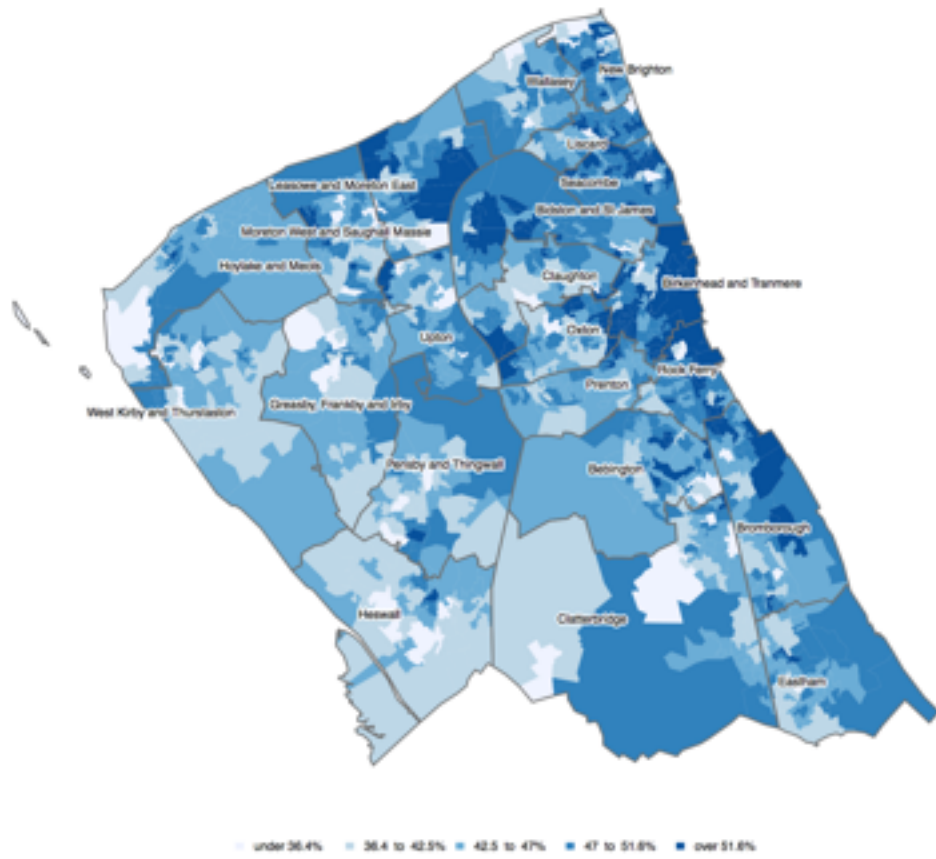 New Brighton
Wallasey
Liscard
Seacombe
Leasowe and Moreton East
Bidston and St James
Moreton West and Saughall Massie
Hoylake and Meols
Claughton
Birkenhead and Tranmere
Upton
Oxton
Rock Ferry
Prenton
West Kirby and Thurstaston
Greasby, Frankby and Irby
Pensby and Thingwall
Bebington
Bromborough
Heswall
Clatterbridge
Eastham
under 36.4% 36.4 to 42.5% 42.5 to 47% 47 to 51.6% over 51.6%